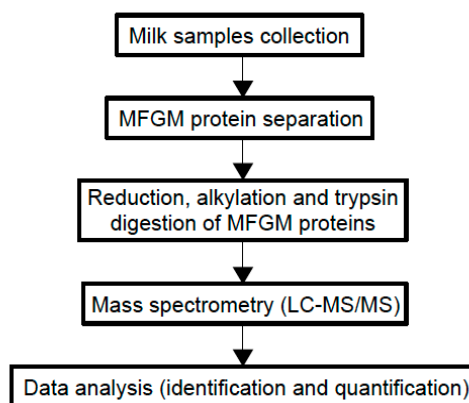 Milk samples collection
MFGM protein separation
Reduction, alkylation and trypsin
digestion of MFGM proteins
Mass spectrometry (LC-MS/MS)
Data analysis (identification and quantification)